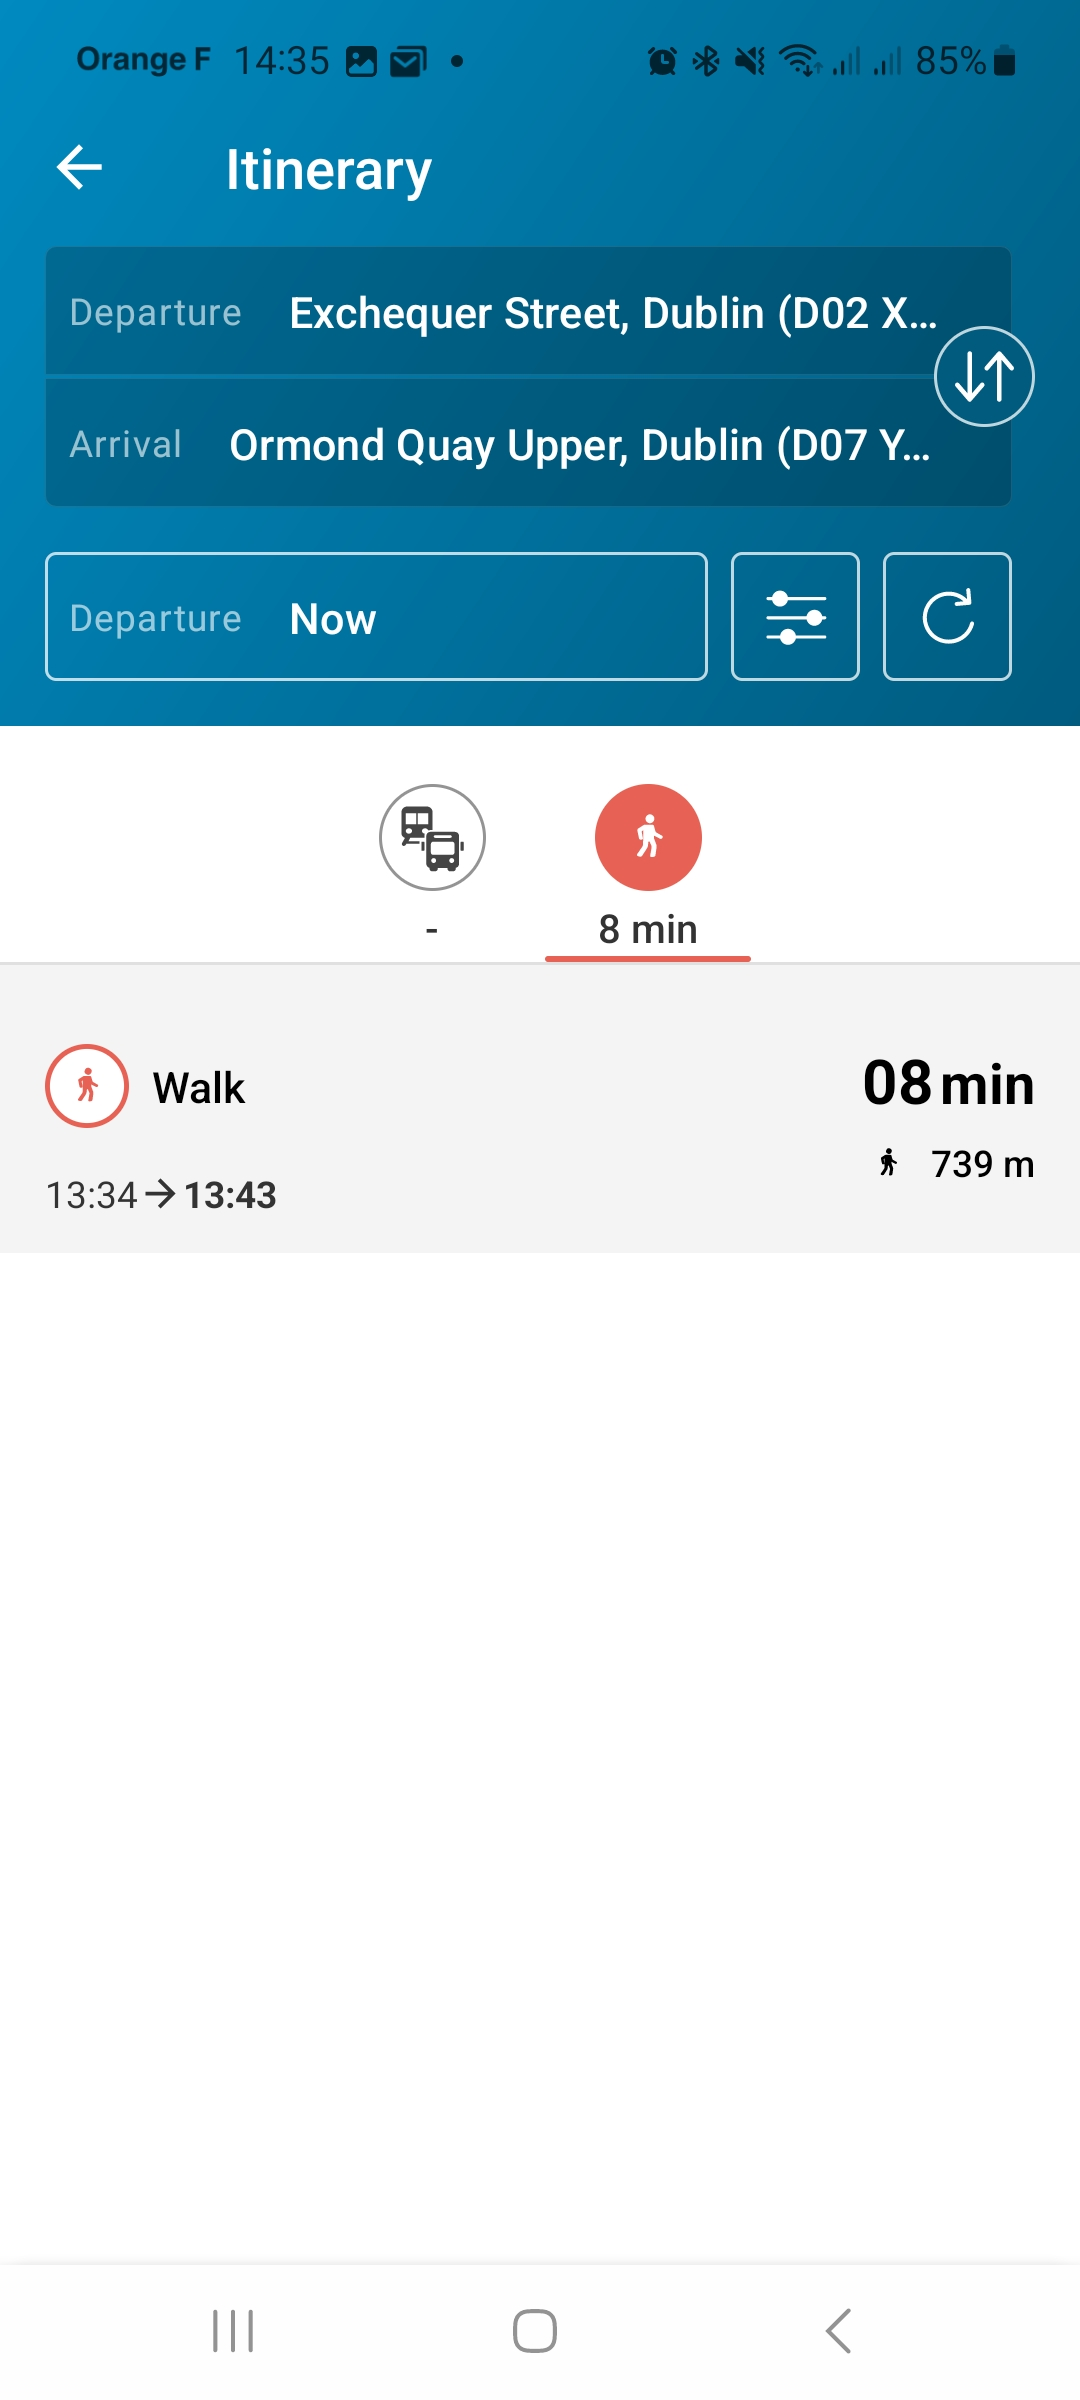 Orange F 14:35 85%
Itinerary
Departure Exchequer Street, Dublin (D02 X...
Arrival Ormond Quay Upper, Dublin (D07 Y...
Departure Now
- 8 min
Walk 08 min
739 m
13:34 → 13:43